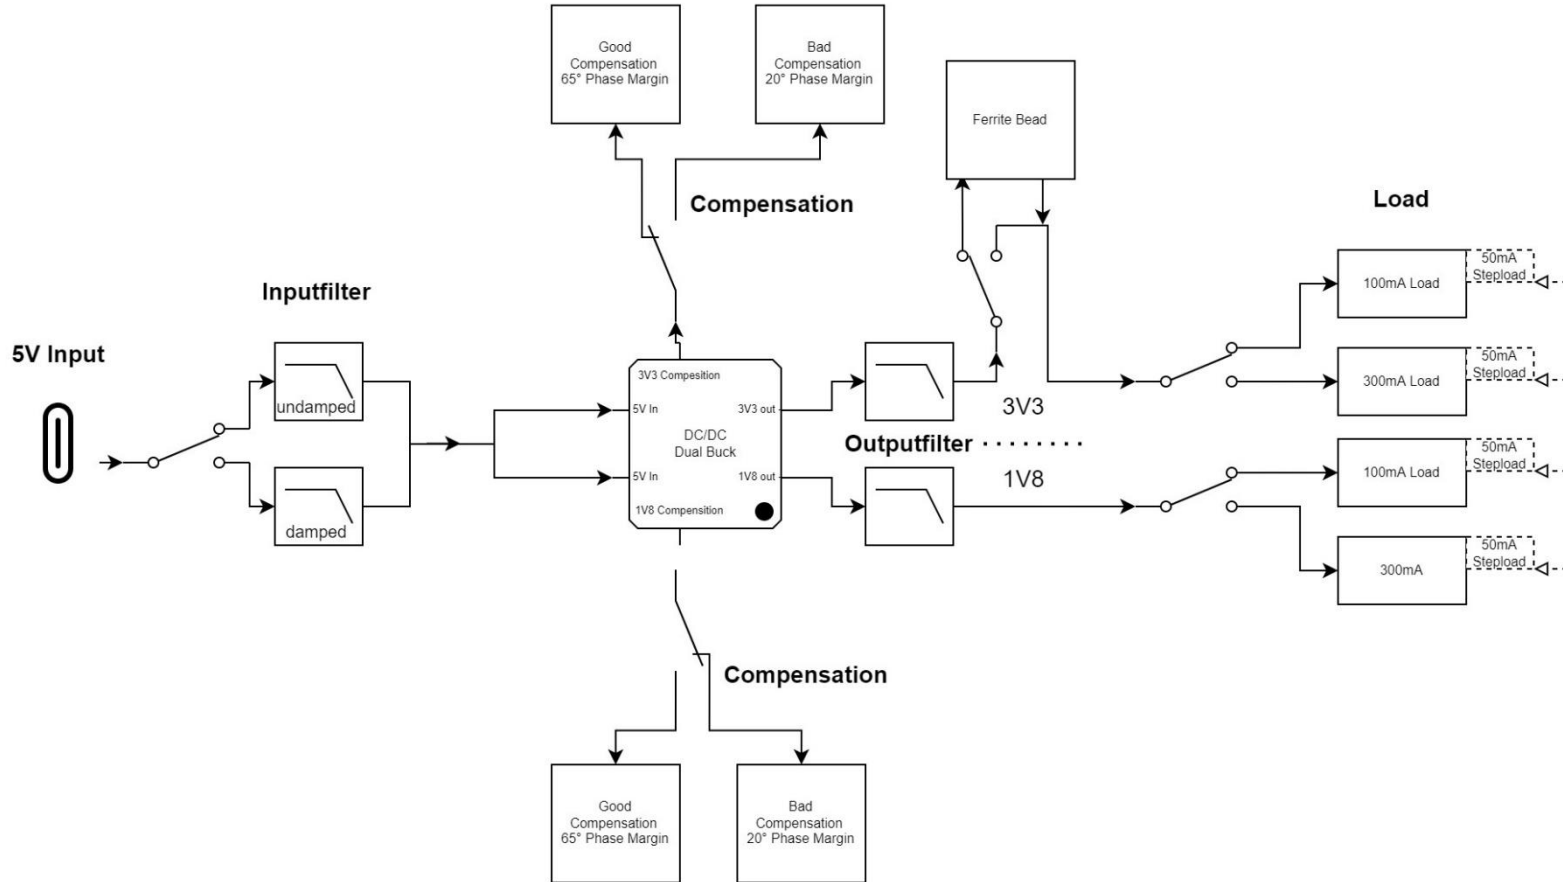 Good
Compensation
65° Phase Margin
Bad
Compensation
20° Phase Margin
Ferrite Bead
Compensation
Load
50mA
Stepload
100mA Load
Inputfilter
5V Input
undamped
damped
3V3 Compesition
5V In
3V3 out
DC/DC
Dual Buck
5V In
1V8 out
1V8 Compensition
3V3
Outputfilter
1V8
50mA
Stepload
300mA Load
50mA
Stepload
100mA Load
50mA
Stepload
300mA
Compensation
Good
Compensation
65° Phase Margin
Bad
Compensation
20° Phase Margin